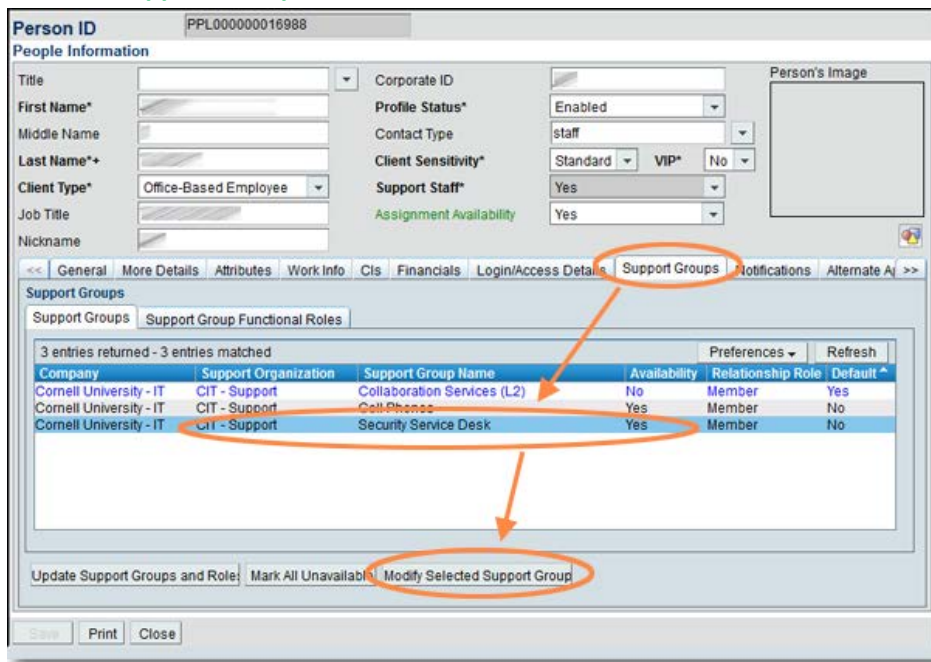 Person ID PPL000000016988
People Information
Title Corporate ID Person's Image
First Name* Profile Status* Enabled
Middle Name Contact Type staff
Last Name*+ Client Sensitivity* Standard VIP* No
Client Type* Office-Based Employee Support Staff* Yes
Job Title Assignment Availability Yes
Nickname
<< General More Details Attributes Work Info CIs Financials Login/Access Details Support Groups Notifications Alternate A >>
Support Groups
Support Groups Support Group Functional Roles
3 entries returned - 3 entries matched Preferences Refresh
Company Support Organization Support Group Name Availability Relationship Role Default
Cornell University - IT CIT - Support Collaboration Services (L2) No Member Yes
Cornell University - IT CIT - Support Cell Phones Yes Member No
Cornell University - IT CIT - Support Security Service Desk Yes Member No
Update Support Groups and Role Mark All Unavailable Modify Selected Support Group
Save Print Close